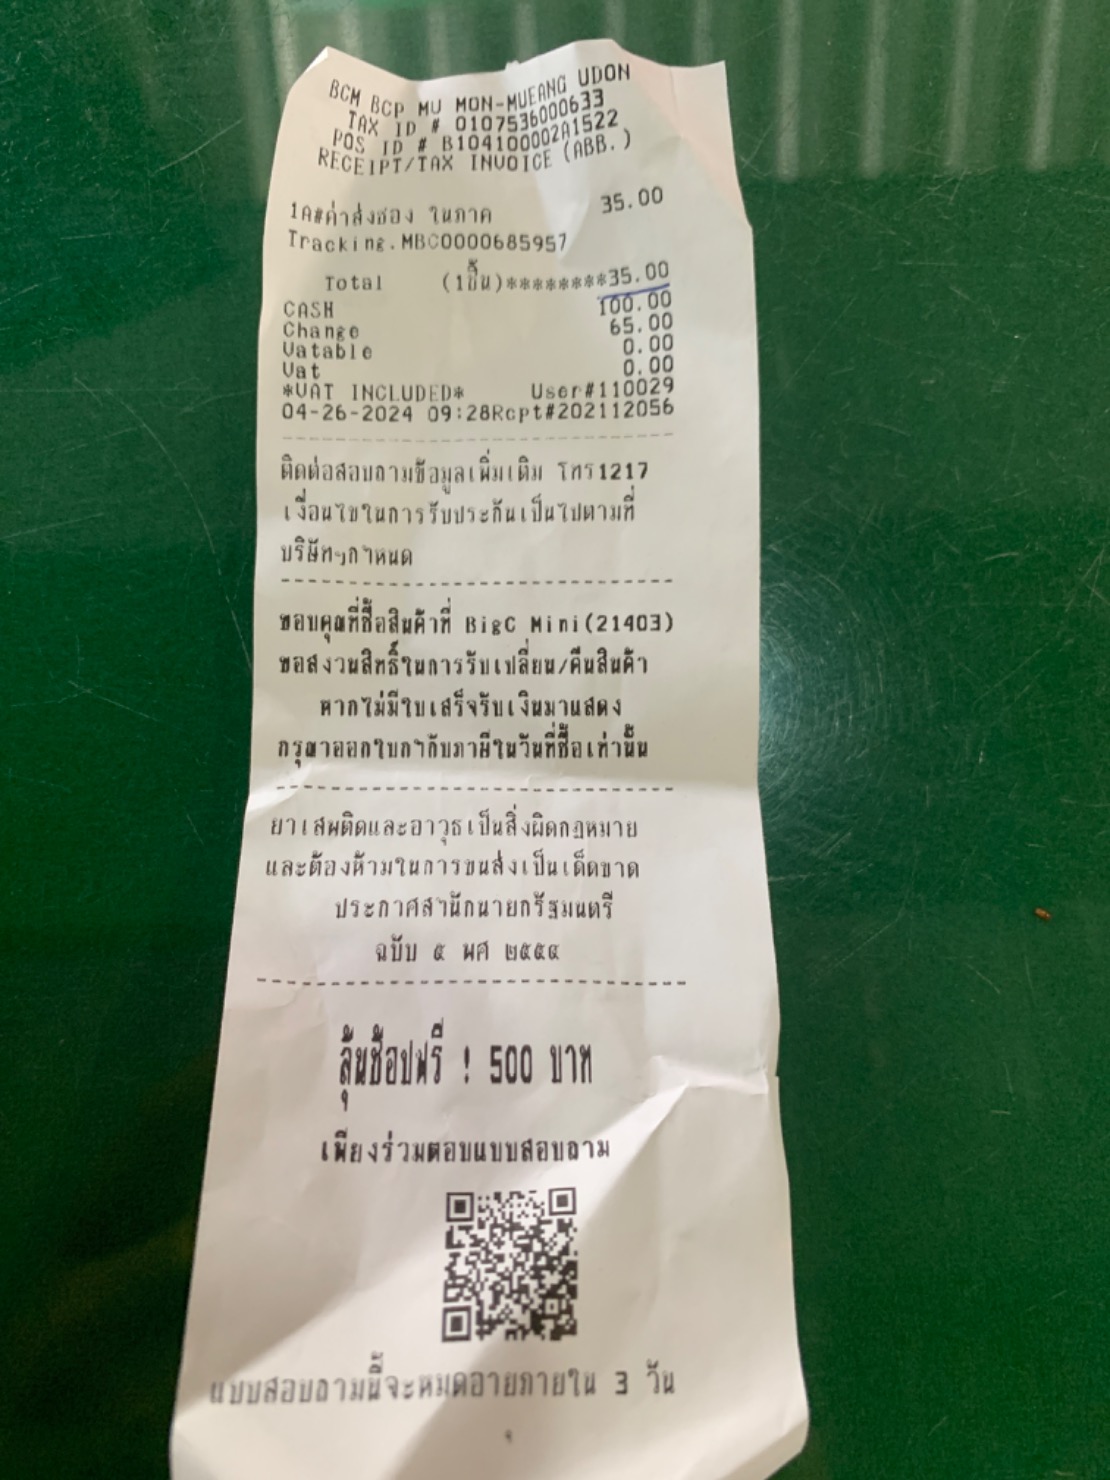 BCM BCP MU MON-MUEANG UDON
TAX ID # 0107536000633
POS ID # B104100002A1522
RECEIPT/TAX INVOICE (ABB.)
1A#ค่าส่งซอง ในภาค 35.00
Tracking.MBC0000685957
Total (1ชิ้น)********35.00
CASH 100.00
Change 65.00
Vatable 0.00
Vat 0.00
*VAT INCLUDED* User#110029
04-26-2024 09:28Rcpt#202112056
ติดต่อสอบถามข้อมูลเพิ่มเติม โทร1217
เงื่อนไขในการรับประกันเป็นไปตามที่
บริษัทฯกำหนด
ขอบคุณที่ซื้อสินค้าที่ BigC Mini(21403)
ขอสงวนสิทธิ์ในการรับเปลี่ยน/คืนสินค้า
หากไม่มีใบเสร็จรับเงินมาแสดง
กรุณาออกใบกำกับภาษีในวันที่ซื้อเท่านั้น
ยาเสพติดและอาวุธเป็นสิ่งผิดกฎหมาย
และต้องห้ามในการขนส่งเป็นเด็ดขาด
ประกาศสำนักนายกรัฐมนตรี
ฉบับ ๕ พศ ๒๕๕๔
ลุ้นช้อปฟรี ! 500 บาท
เพียงร่วมตอบแบบสอบถาม
แบบสอบถามนี้จะหมดอายุภายใน 3 วัน